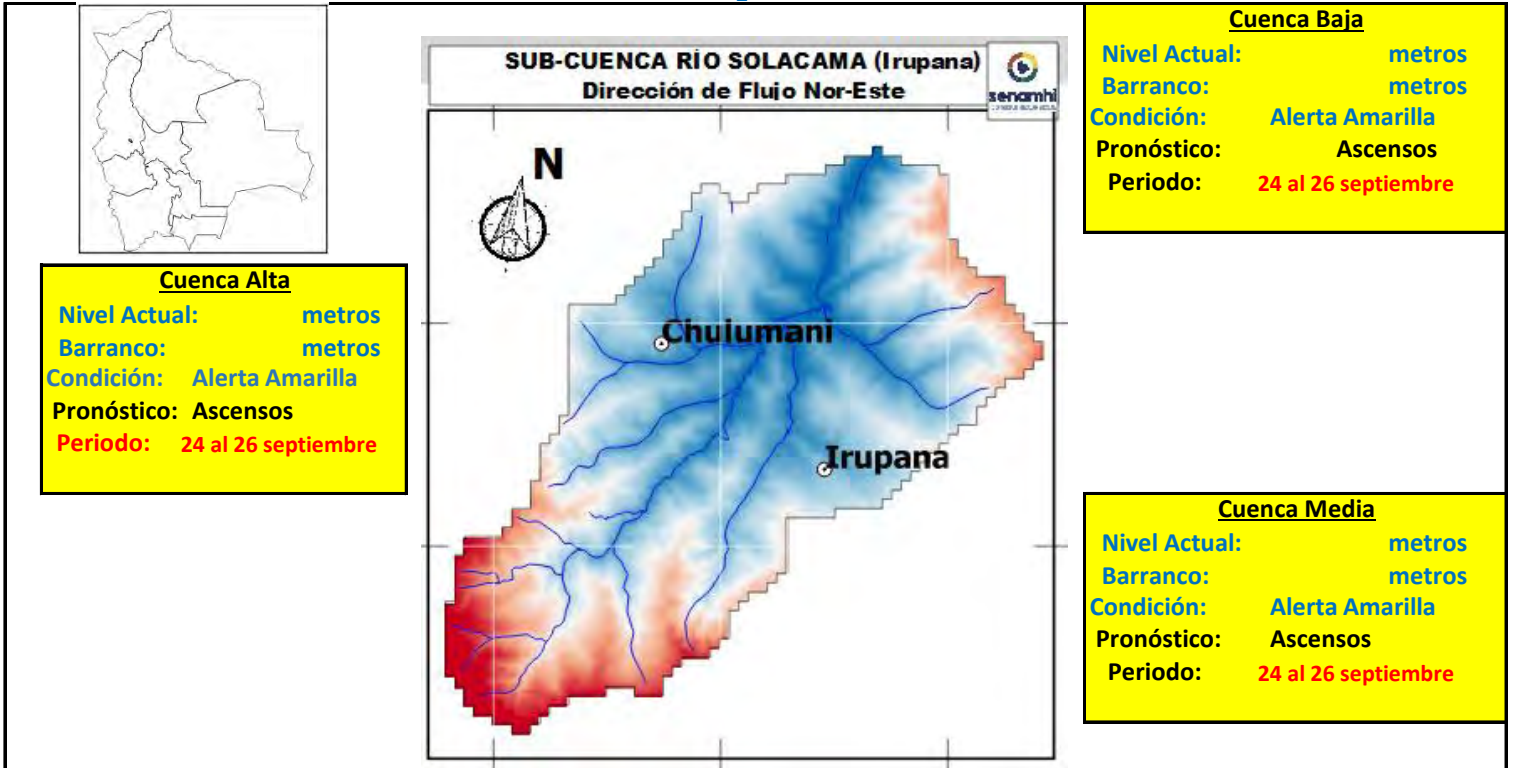 SUB-CUENCA RÍO SOLACAMA (Irupana)
Dirección de Flujo Nor-Este
senamhi
N
Chulumani
Irupana
Cuenca Alta
Nivel Actual: metros
Barranco: metros
Condición: Alerta Amarilla
Pronóstico: Ascensos
Periodo: 24 al 26 septiembre
Cuenca Baja
Nivel Actual: metros
Barranco: metros
Condición: Alerta Amarilla
Pronóstico: Ascensos
Periodo: 24 al 26 septiembre
Cuenca Media
Nivel Actual: metros
Barranco: metros
Condición: Alerta Amarilla
Pronóstico: Ascensos
Periodo: 24 al 26 septiembre